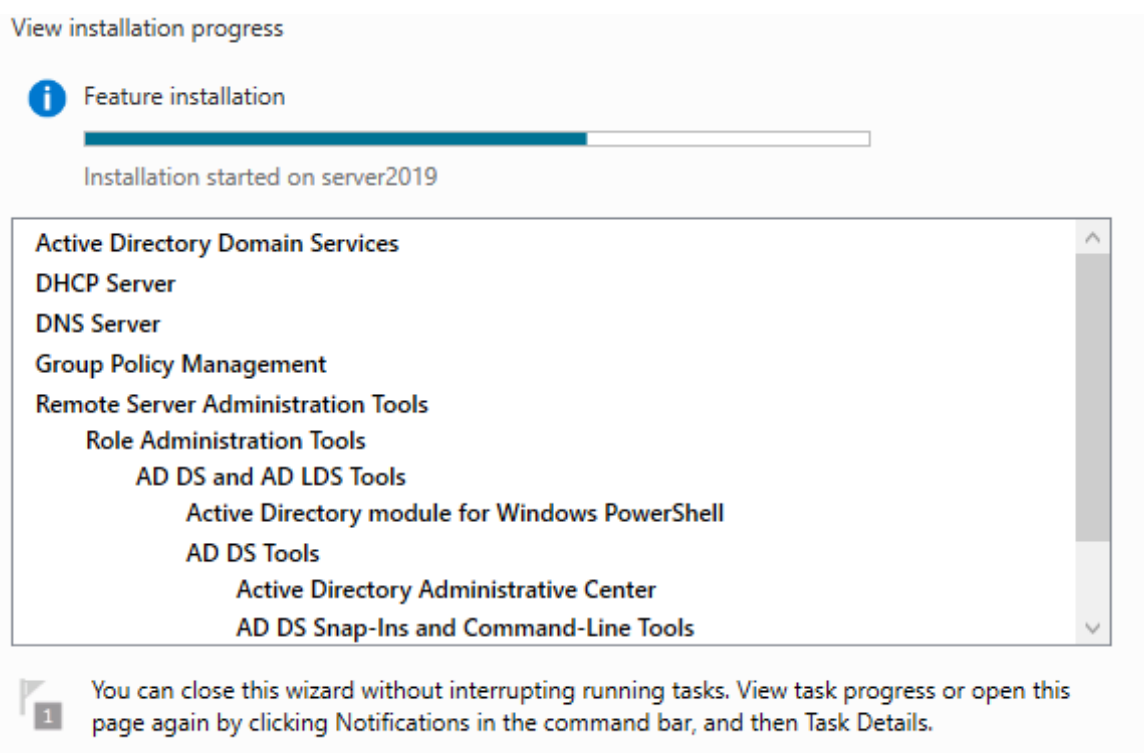 View installation progress
Feature installation
Installation started on server2019
Active Directory Domain Services
DHCP Server
DNS Server
Group Policy Management
Remote Server Administration Tools
Role Administration Tools
AD DS and AD LDS Tools
Active Directory module for Windows PowerShell
AD DS Tools
Active Directory Administrative Center
AD DS Snap-Ins and Command-Line Tools
You can close this wizard without interrupting running tasks. View task progress or open this
1
page again by clicking Notifications in the command bar, and then Task Details.